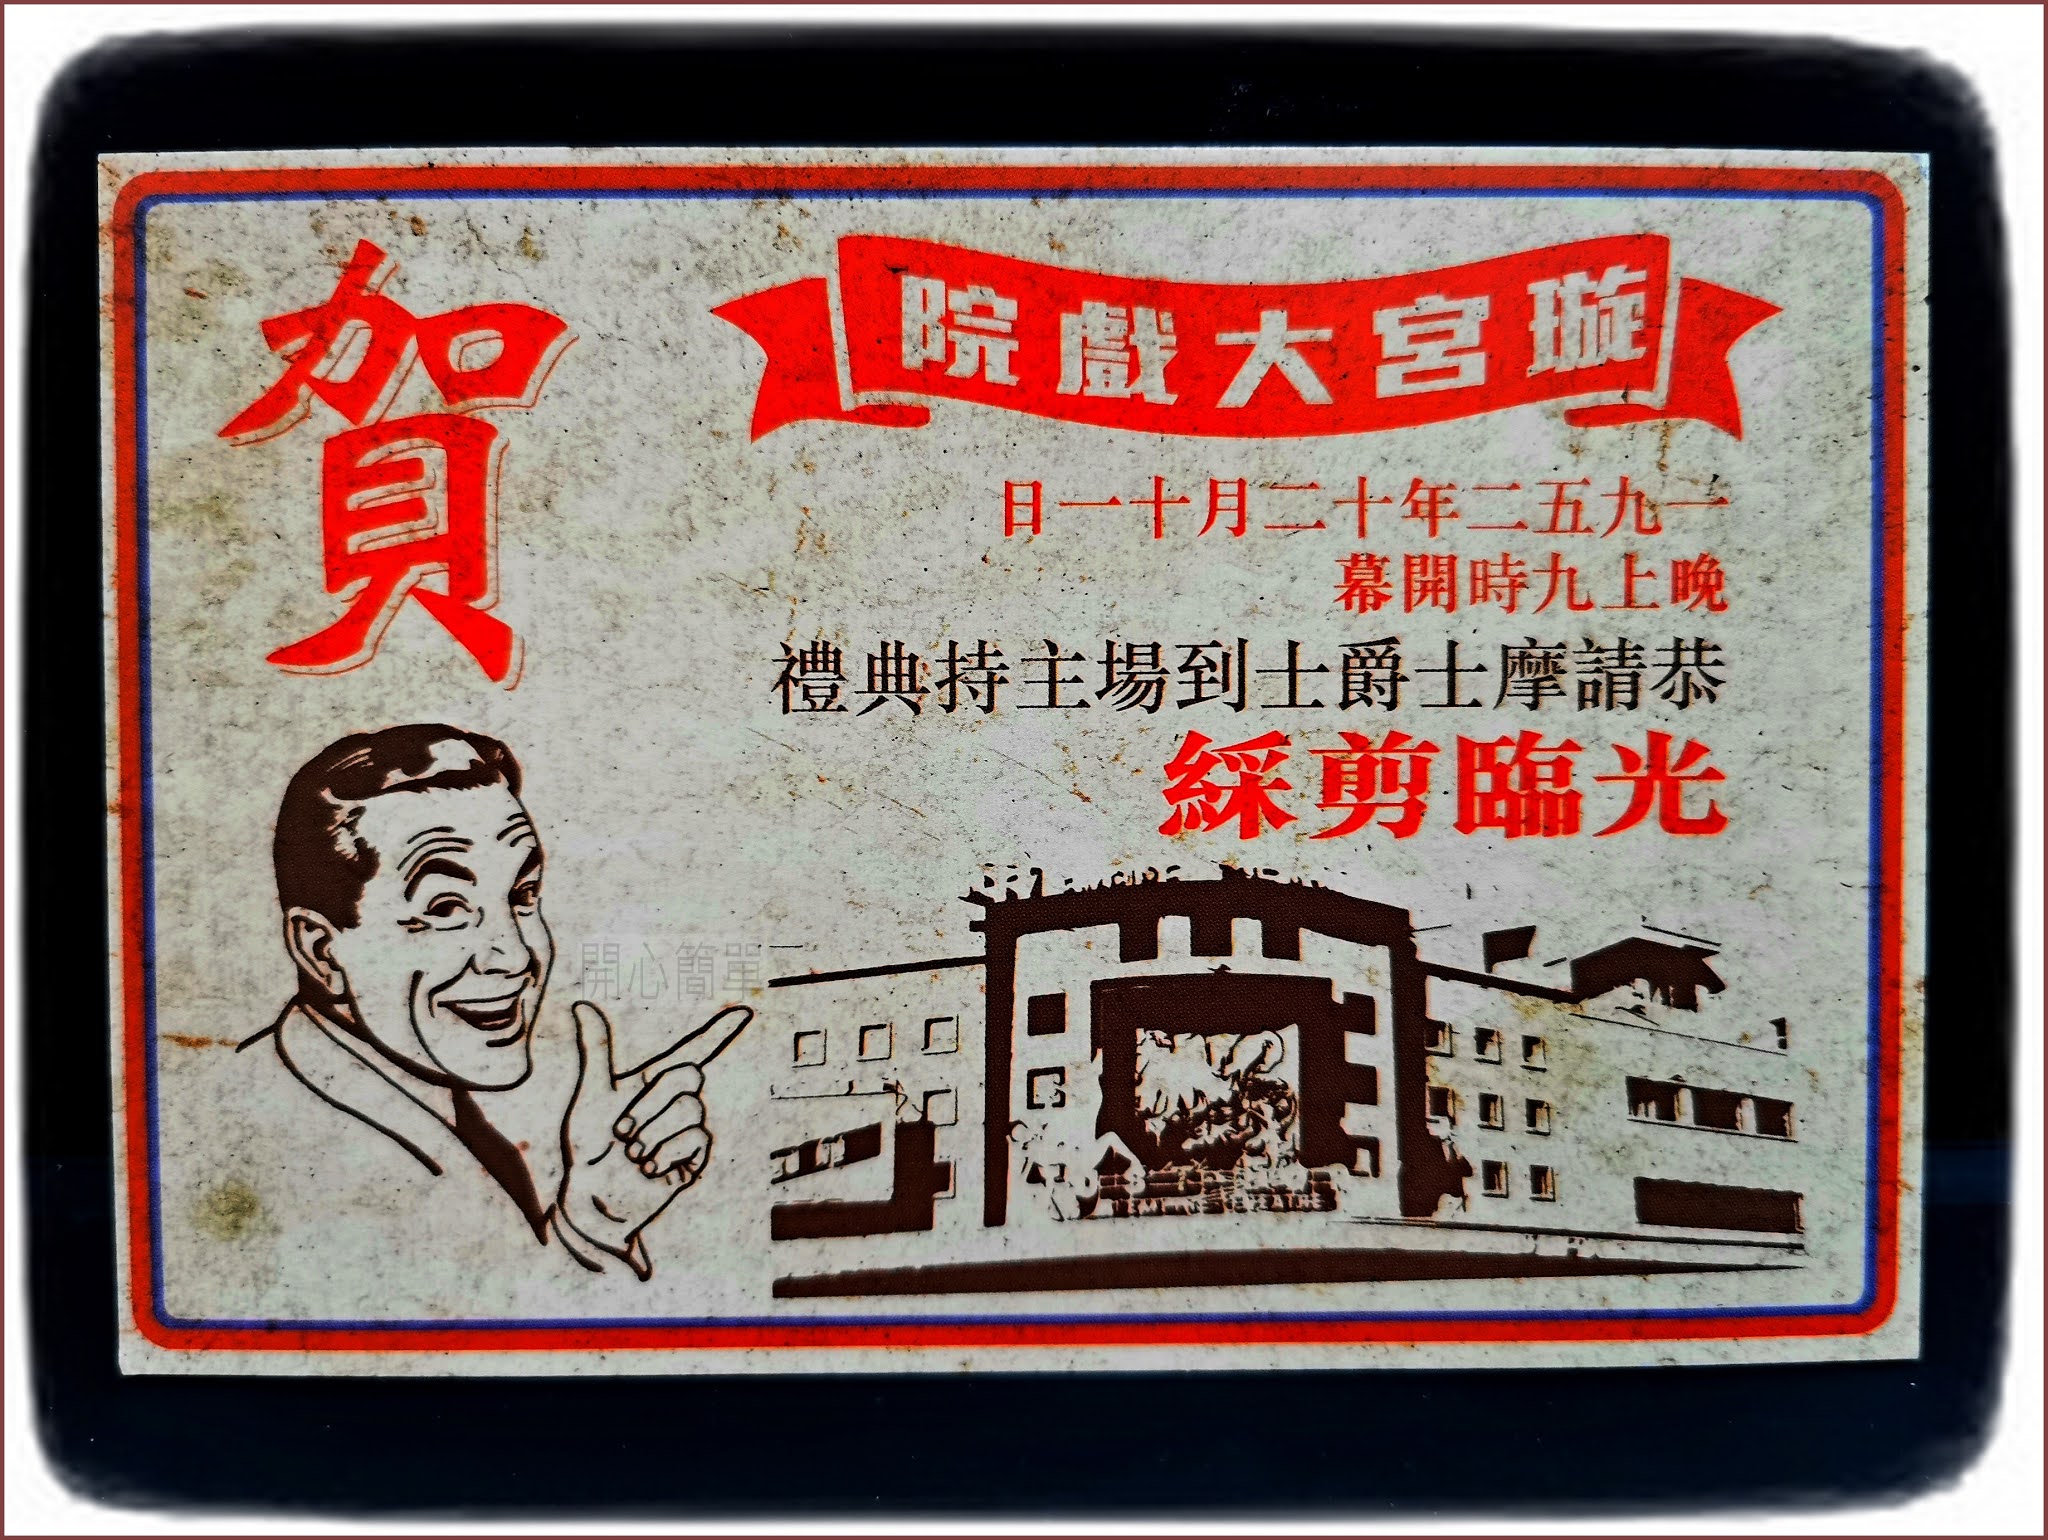 賀
璇宮大戲院
一九五二年十二月十一日
晚上九時開幕
恭請摩士爵士到場主持典禮
光臨剪綵
開心簡單